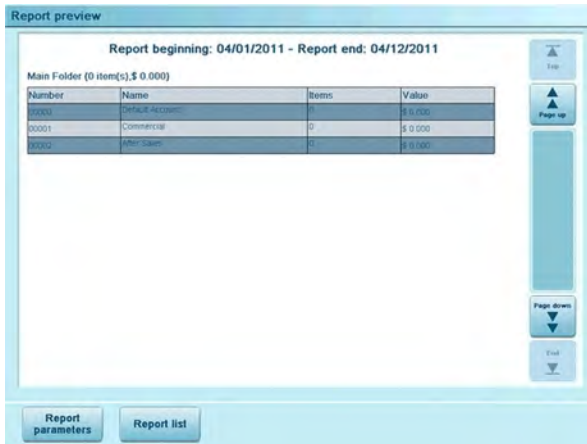 Report preview
Report beginning: 04/01/2011 - Report end: 04/12/2011
Main Folder (0 item(s),$ 0.000)
Number Name Items Value
00000 Default Account 0 $ 0.000
00001 Commercial 0 $ 0.000
00002 After Sales 0 $ 0.000
Top
Page up
Page down
End
Report parameters
Report list